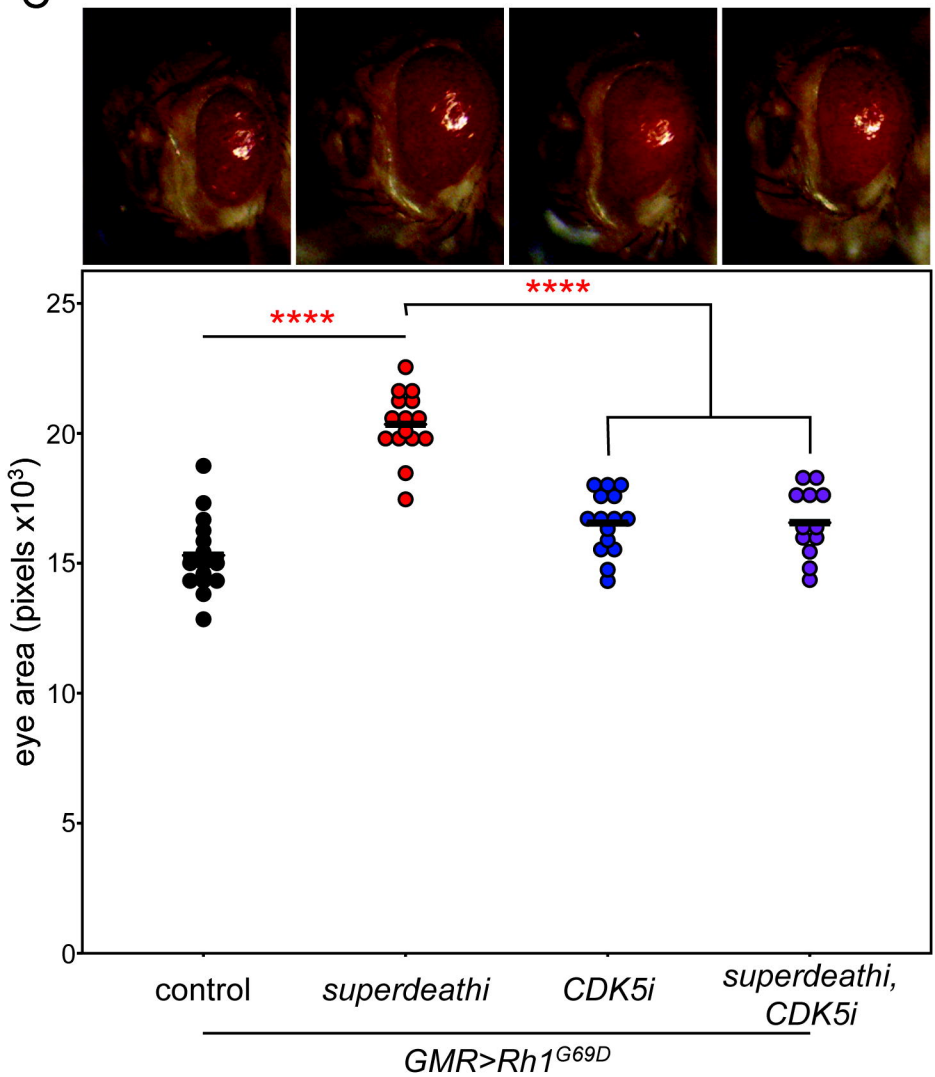 ****
****
25
20
15
10
5
0
eye area (pixels x10³)
control
superdeathi
CDK5i
superdeathi,
CDK5i
GMR>Rh1ᴳ⁶⁹ᴰ